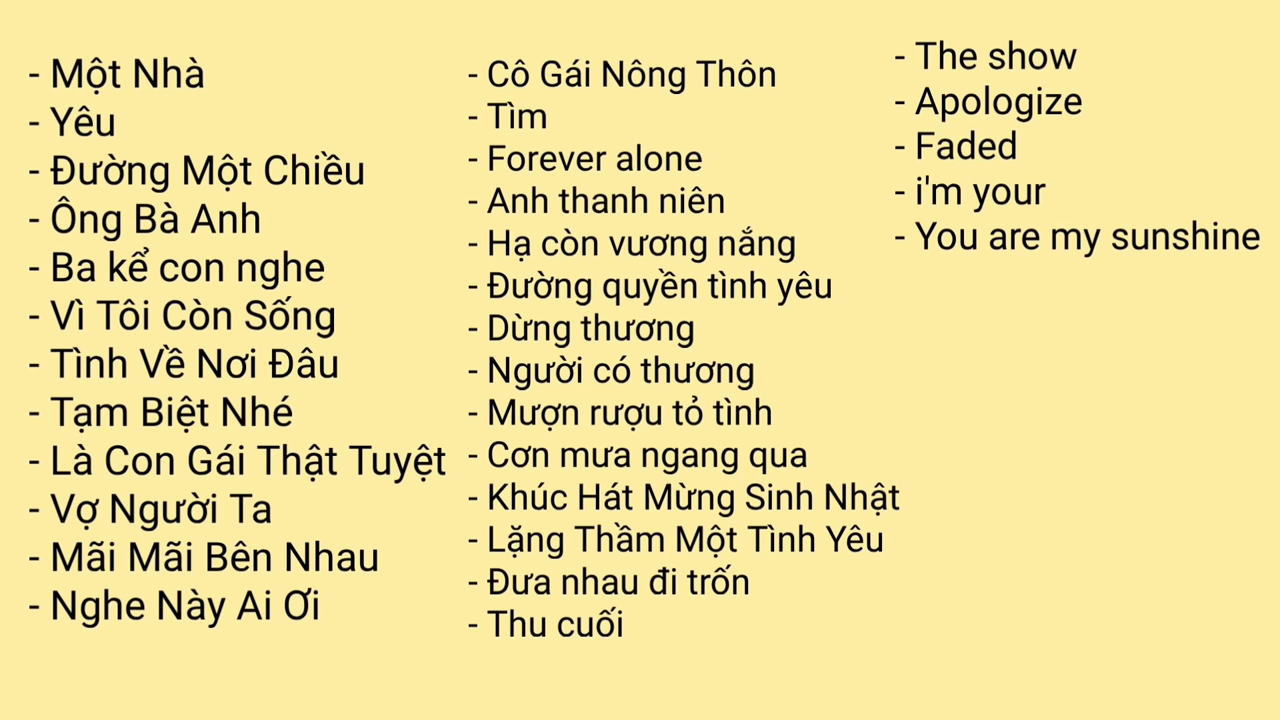 - Một Nhà
- Yêu
- Đường Một Chiều
- Ông Bà Anh
- Ba kể con nghe
- Vì Tôi Còn Sống
- Tình Về Nơi Đâu
- Tạm Biệt Nhé
- Là Con Gái Thật Tuyệt
- Vợ Người Ta
- Mãi Mãi Bên Nhau
- Nghe Này Ai Ơi
- Cô Gái Nông Thôn
- Tìm
- Forever alone
- Anh thanh niên
- Hạ còn vương nắng
- Đường quyền tình yêu
- Dừng thương
- Người có thương
- Mượn rượu tỏ tình
- Cơn mưa ngang qua
- Khúc Hát Mừng Sinh Nhật
- Lặng Thầm Một Tình Yêu
- Đưa nhau đi trốn
- Thu cuối
- The show
- Apologize
- Faded
- i'm your
- You are my sunshine